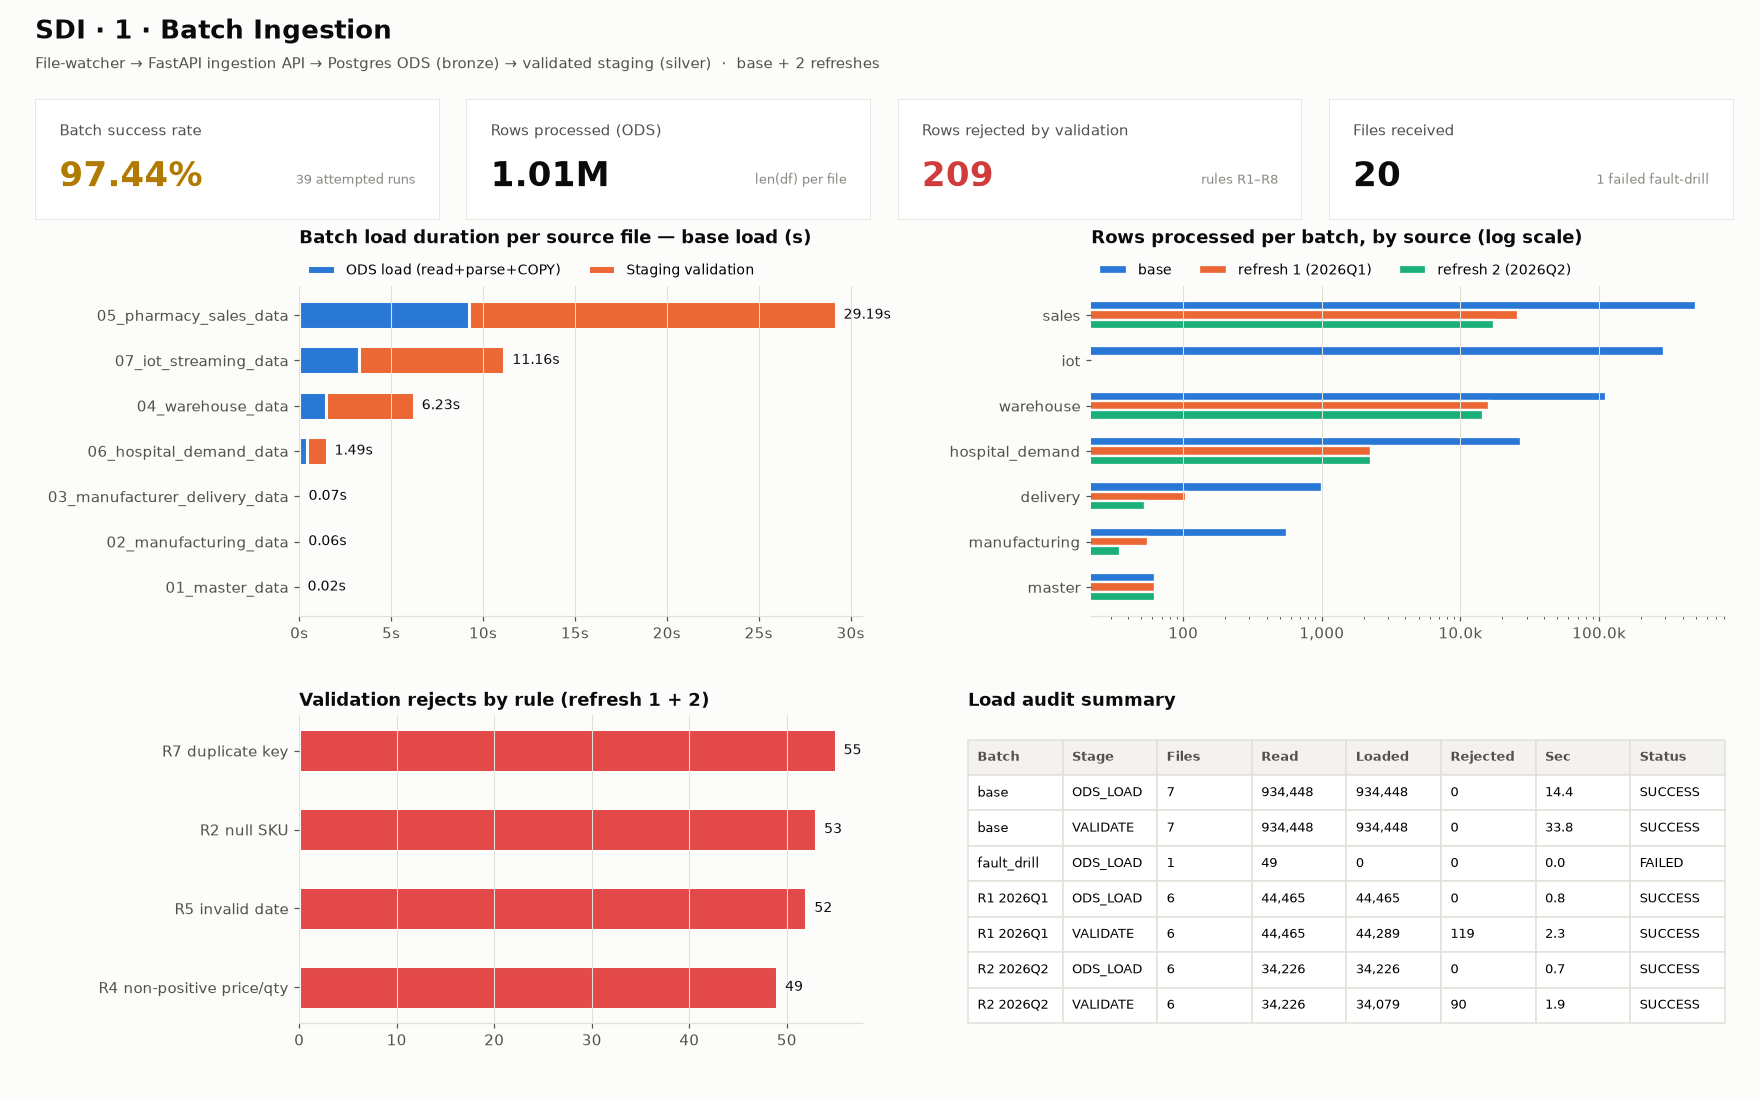 SDI · 1 · Batch Ingestion
File-watcher → FastAPI ingestion API → Postgres ODS (bronze) → validated staging (silver) · base + 2 refreshes
Batch success rate
97.44%
39 attempted runs
Rows processed (ODS)
1.01M
len(df) per file
Rows rejected by validation
209
rules R1–R8
Files received
20
1 failed fault-drill
Batch load duration per source file — base load (s)
ODS load (read+parse+COPY)
Staging validation
05_pharmacy_sales_data
29.19s
07_iot_streaming_data
11.16s
04_warehouse_data
6.23s
06_hospital_demand_data
1.49s
03_manufacturer_delivery_data
0.07s
02_manufacturing_data
0.06s
01_master_data
0.02s
0s 5s 10s 15s 20s 25s 30s
Rows processed per batch, by source (log scale)
base
refresh 1 (2026Q1)
refresh 2 (2026Q2)
sales
iot
warehouse
hospital_demand
delivery
manufacturing
master
100 1,000 10.0k 100.0k
Validation rejects by rule (refresh 1 + 2)
R7 duplicate key
55
R2 null SKU
53
R5 invalid date
52
R4 non-positive price/qty
49
0 10 20 30 40 50
Load audit summary
Batch Stage Files Read Loaded Rejected Sec Status
base ODS_LOAD 7 934,448 934,448 0 14.4 SUCCESS
base VALIDATE 7 934,448 934,448 0 33.8 SUCCESS
fault_drill ODS_LOAD 1 49 0 0 0.0 FAILED
R1 2026Q1 ODS_LOAD 6 44,465 44,465 0 0.8 SUCCESS
R1 2026Q1 VALIDATE 6 44,465 44,289 119 2.3 SUCCESS
R2 2026Q2 ODS_LOAD 6 34,226 34,226 0 0.7 SUCCESS
R2 2026Q2 VALIDATE 6 34,226 34,079 90 1.9 SUCCESS